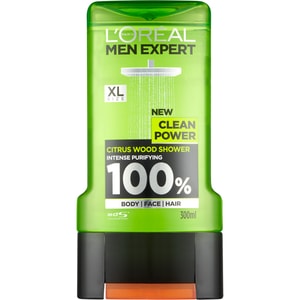 L'ORÉAL
MEN EXPERT
XL
NEW
CLEAN
POWER
CITRUS WOOD SHOWER
INTENSE PURIFYING
100%
BODY | FACE | HAIR
300ml